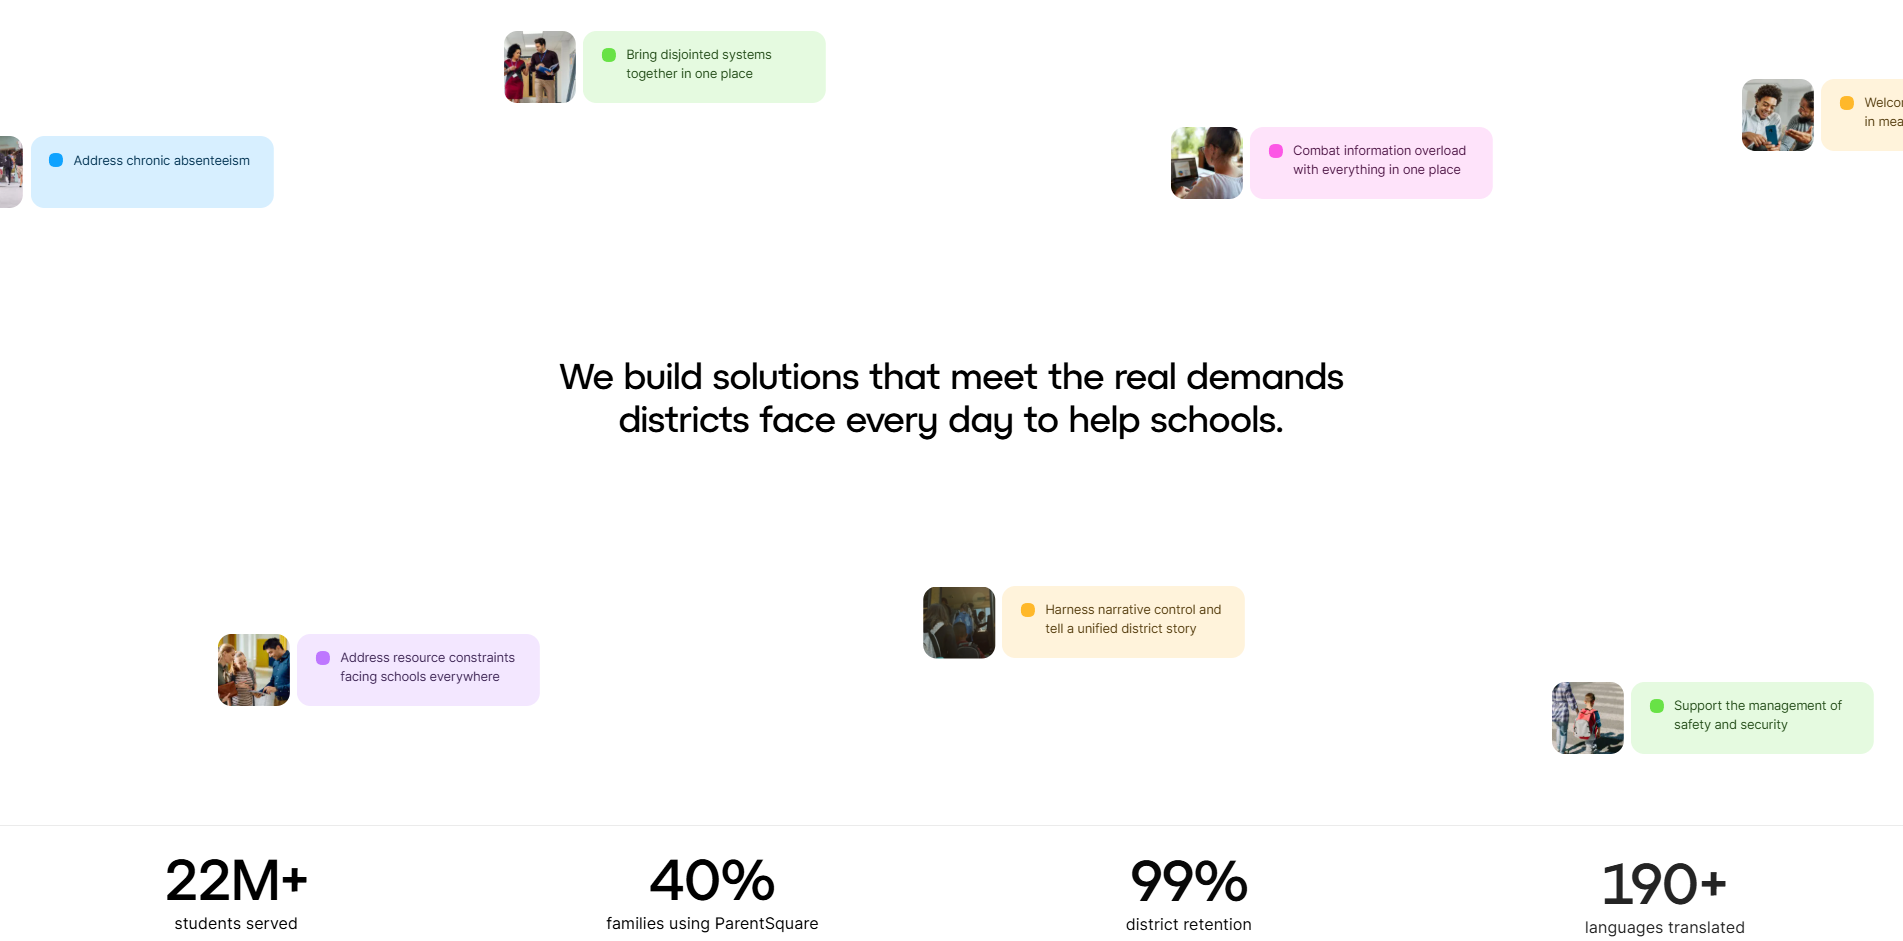 Bring disjointed systems
together in one place
Welco
in mea
Combat information overload
with everything in one place
Address chronic absenteeism
We build solutions that meet the real demands
districts face every day to help schools.
Harness narrative control and
tell a unified district story
Address resource constraints
facing schools everywhere
Support the management of
safety and security
22M+
students served
40%
families using ParentSquare
99%
district retention
190+
languages translated